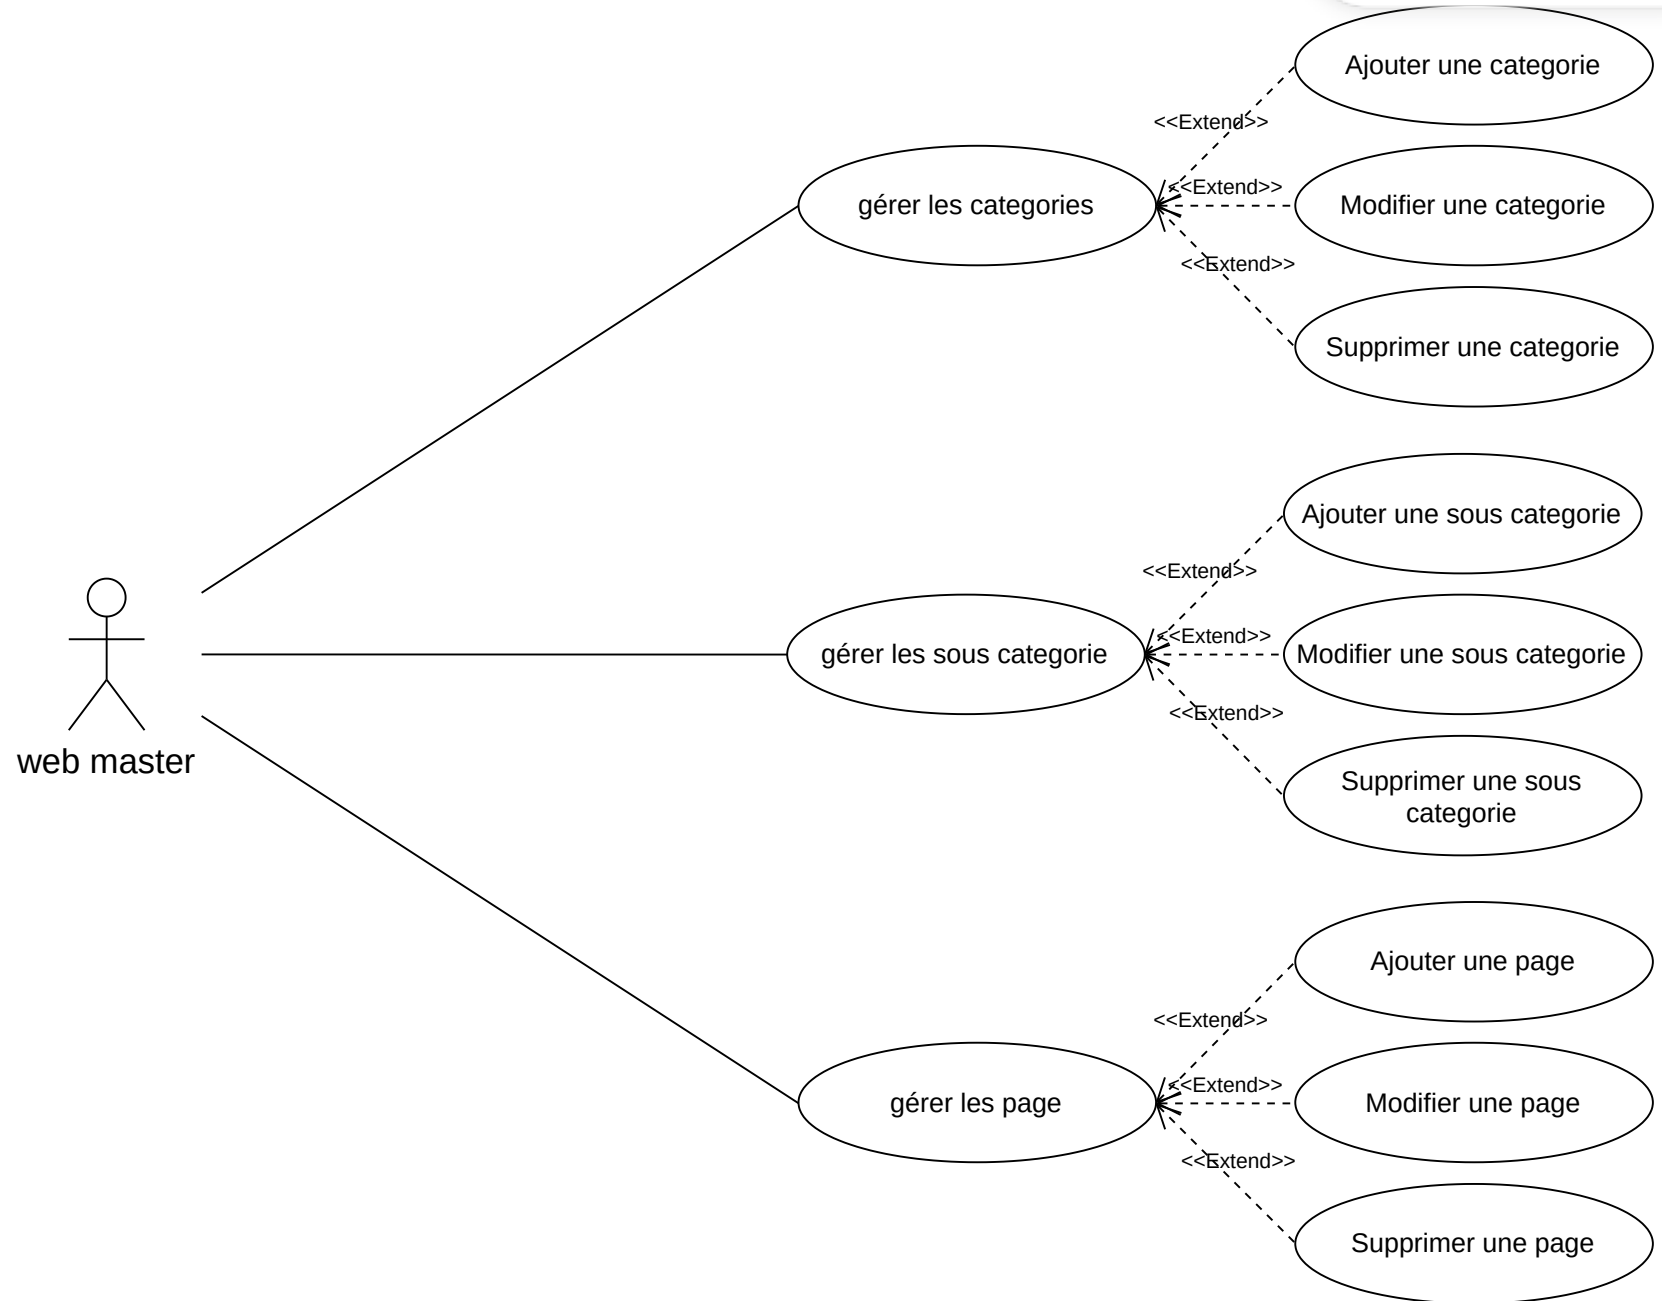 Ajouter une categorie
<<Extend>>
gérer les categories
<<Extend>>
Modifier une categorie
<<Extend>>
Supprimer une categorie
Ajouter une sous categorie
<<Extend>>
gérer les sous categorie
<<Extend>>
Modifier une sous categorie
<<Extend>>
Supprimer une sous
categorie
web master
Ajouter une page
<<Extend>>
gérer les page
<<Extend>>
Modifier une page
<<Extend>>
Supprimer une page